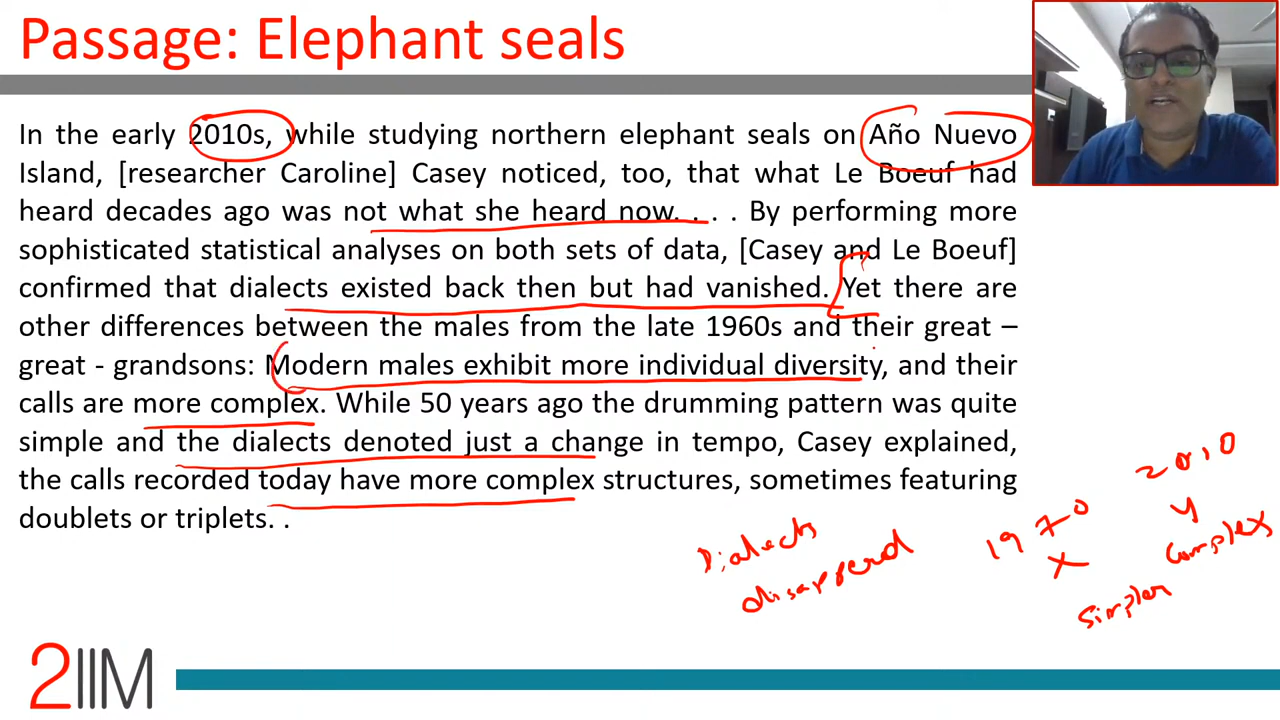 Passage: Elephant seals
In the early 2010s, while studying northern elephant seals on Año Nuevo
Island, [researcher Caroline] Casey noticed, too, that what Le Boeuf had
heard decades ago was not what she heard now. . . . By performing more
sophisticated statistical analyses on both sets of data, [Casey and Le Boeuf]
confirmed that dialects existed back then but had vanished. Yet there are
other differences between the males from the late 1960s and their great –
great - grandsons: Modern males exhibit more individual diversity, and their
calls are more complex. While 50 years ago the drumming pattern was quite
simple and the dialects denoted just a change in tempo, Casey explained,
the calls recorded today have more complex structures, sometimes featuring
doublets or triplets. .
Dialects
disappered
1970
X
Simpler
2010
Y
Complex
2IIM